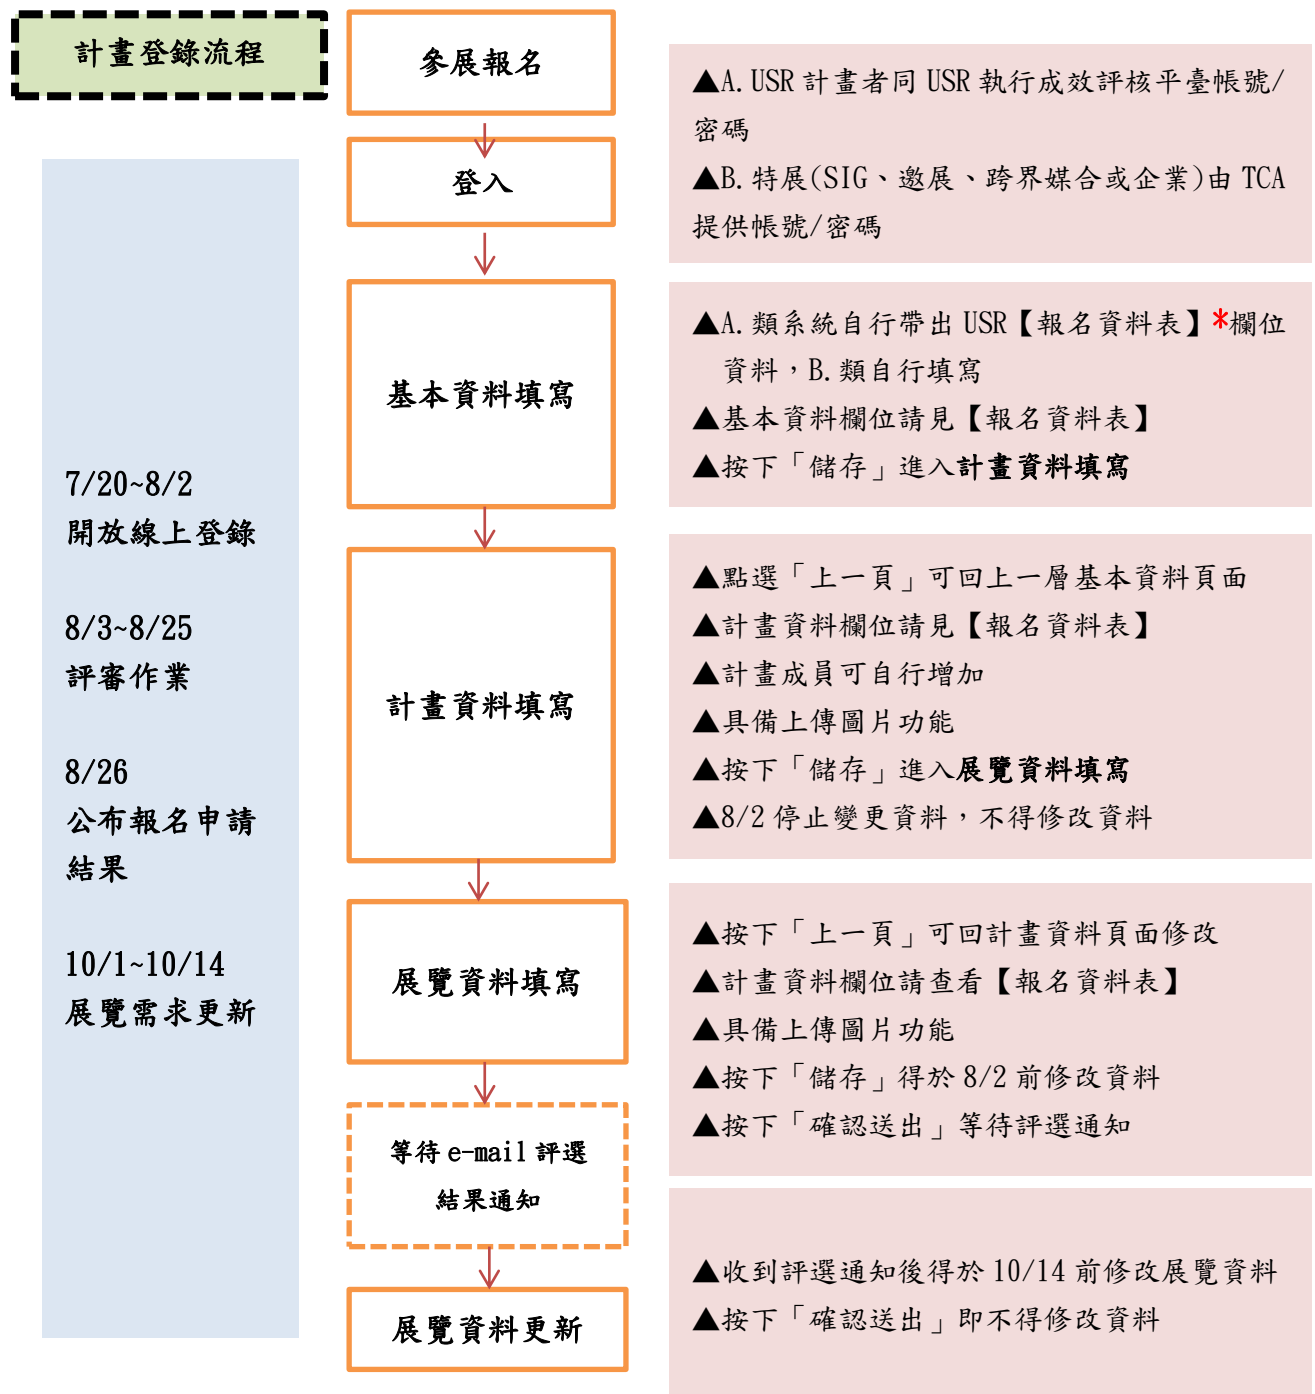 計畫登錄流程
7/20~8/2
開放線上登錄
8/3~8/25
評審作業
8/26
公布報名申請
結果
10/1~10/14
展覽需求更新
參展報名
登入
▲A.USR 計畫者同 USR 執行成效評核平臺帳號/
密碼
▲B.特展(SIG、邀展、跨界媒合或企業)由 TCA
提供帳號/密碼
基本資料填寫
▲A.類系統自行帶出 USR【報名資料表】*欄位
資料，B.類自行填寫
▲基本資料欄位請見【報名資料表】
▲按下「儲存」進入計畫資料填寫
計畫資料填寫
▲點選「上一頁」可回上一層基本資料頁面
▲計畫資料欄位請見【報名資料表】
▲計畫成員可自行增加
▲具備上傳圖片功能
▲按下「儲存」進入展覽資料填寫
▲8/2 停止變更資料，不得修改資料
展覽資料填寫
▲按下「上一頁」可回計畫資料頁面修改
▲計畫資料欄位請查看【報名資料表】
▲具備上傳圖片功能
▲按下「儲存」得於 8/2 前修改資料
▲按下「確認送出」等待評選通知
等待 e-mail 評選
結果通知
展覽資料更新
▲收到評選通知後得於 10/14 前修改展覽資料
▲按下「確認送出」即不得修改資料